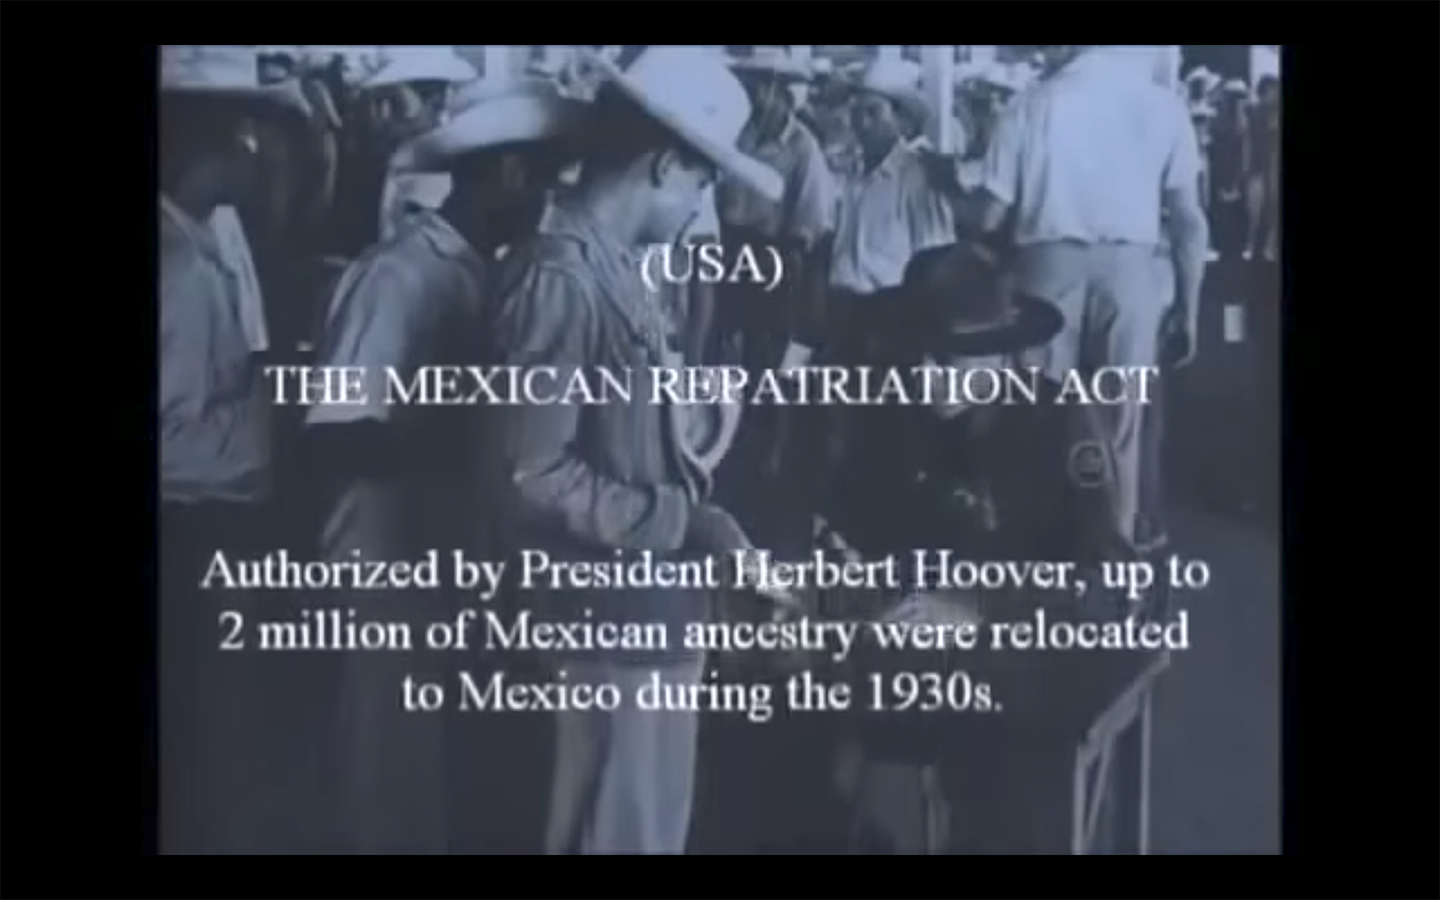 (USA)
THE MEXICAN REPATRIATION ACT
Authorized by President Herbert Hoover, up to
2 million of Mexican ancestry were relocated
to Mexico during the 1930s.